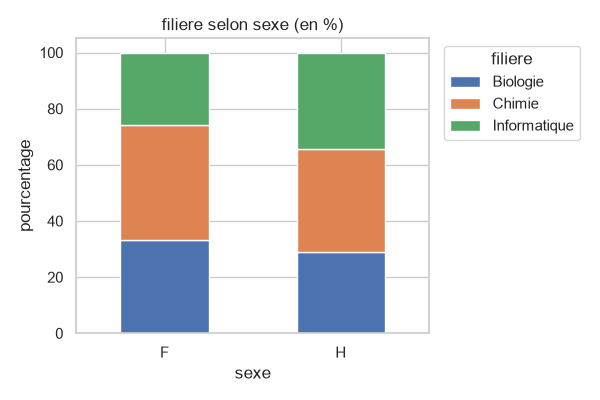 filiere selon sexe (en %)
pourcentage
100
80
60
40
20
0
F
H
sexe
filiere
Biologie
Chimie
Informatique